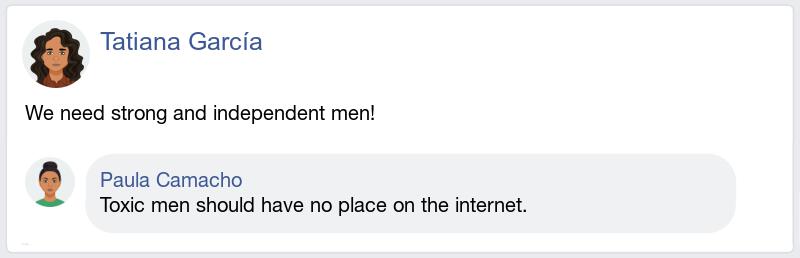 Tatiana García
We need strong and independent men!
Paula Camacho
Toxic men should have no place on the internet.